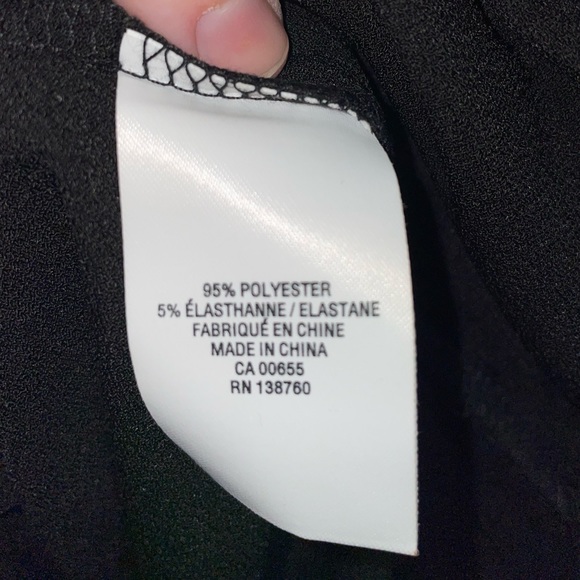 95% POLYESTER
5% ÉLASTHANNE / ELASTANE
FABRIQUÉ EN CHINE
MADE IN CHINA
CA 00655
RN 138760